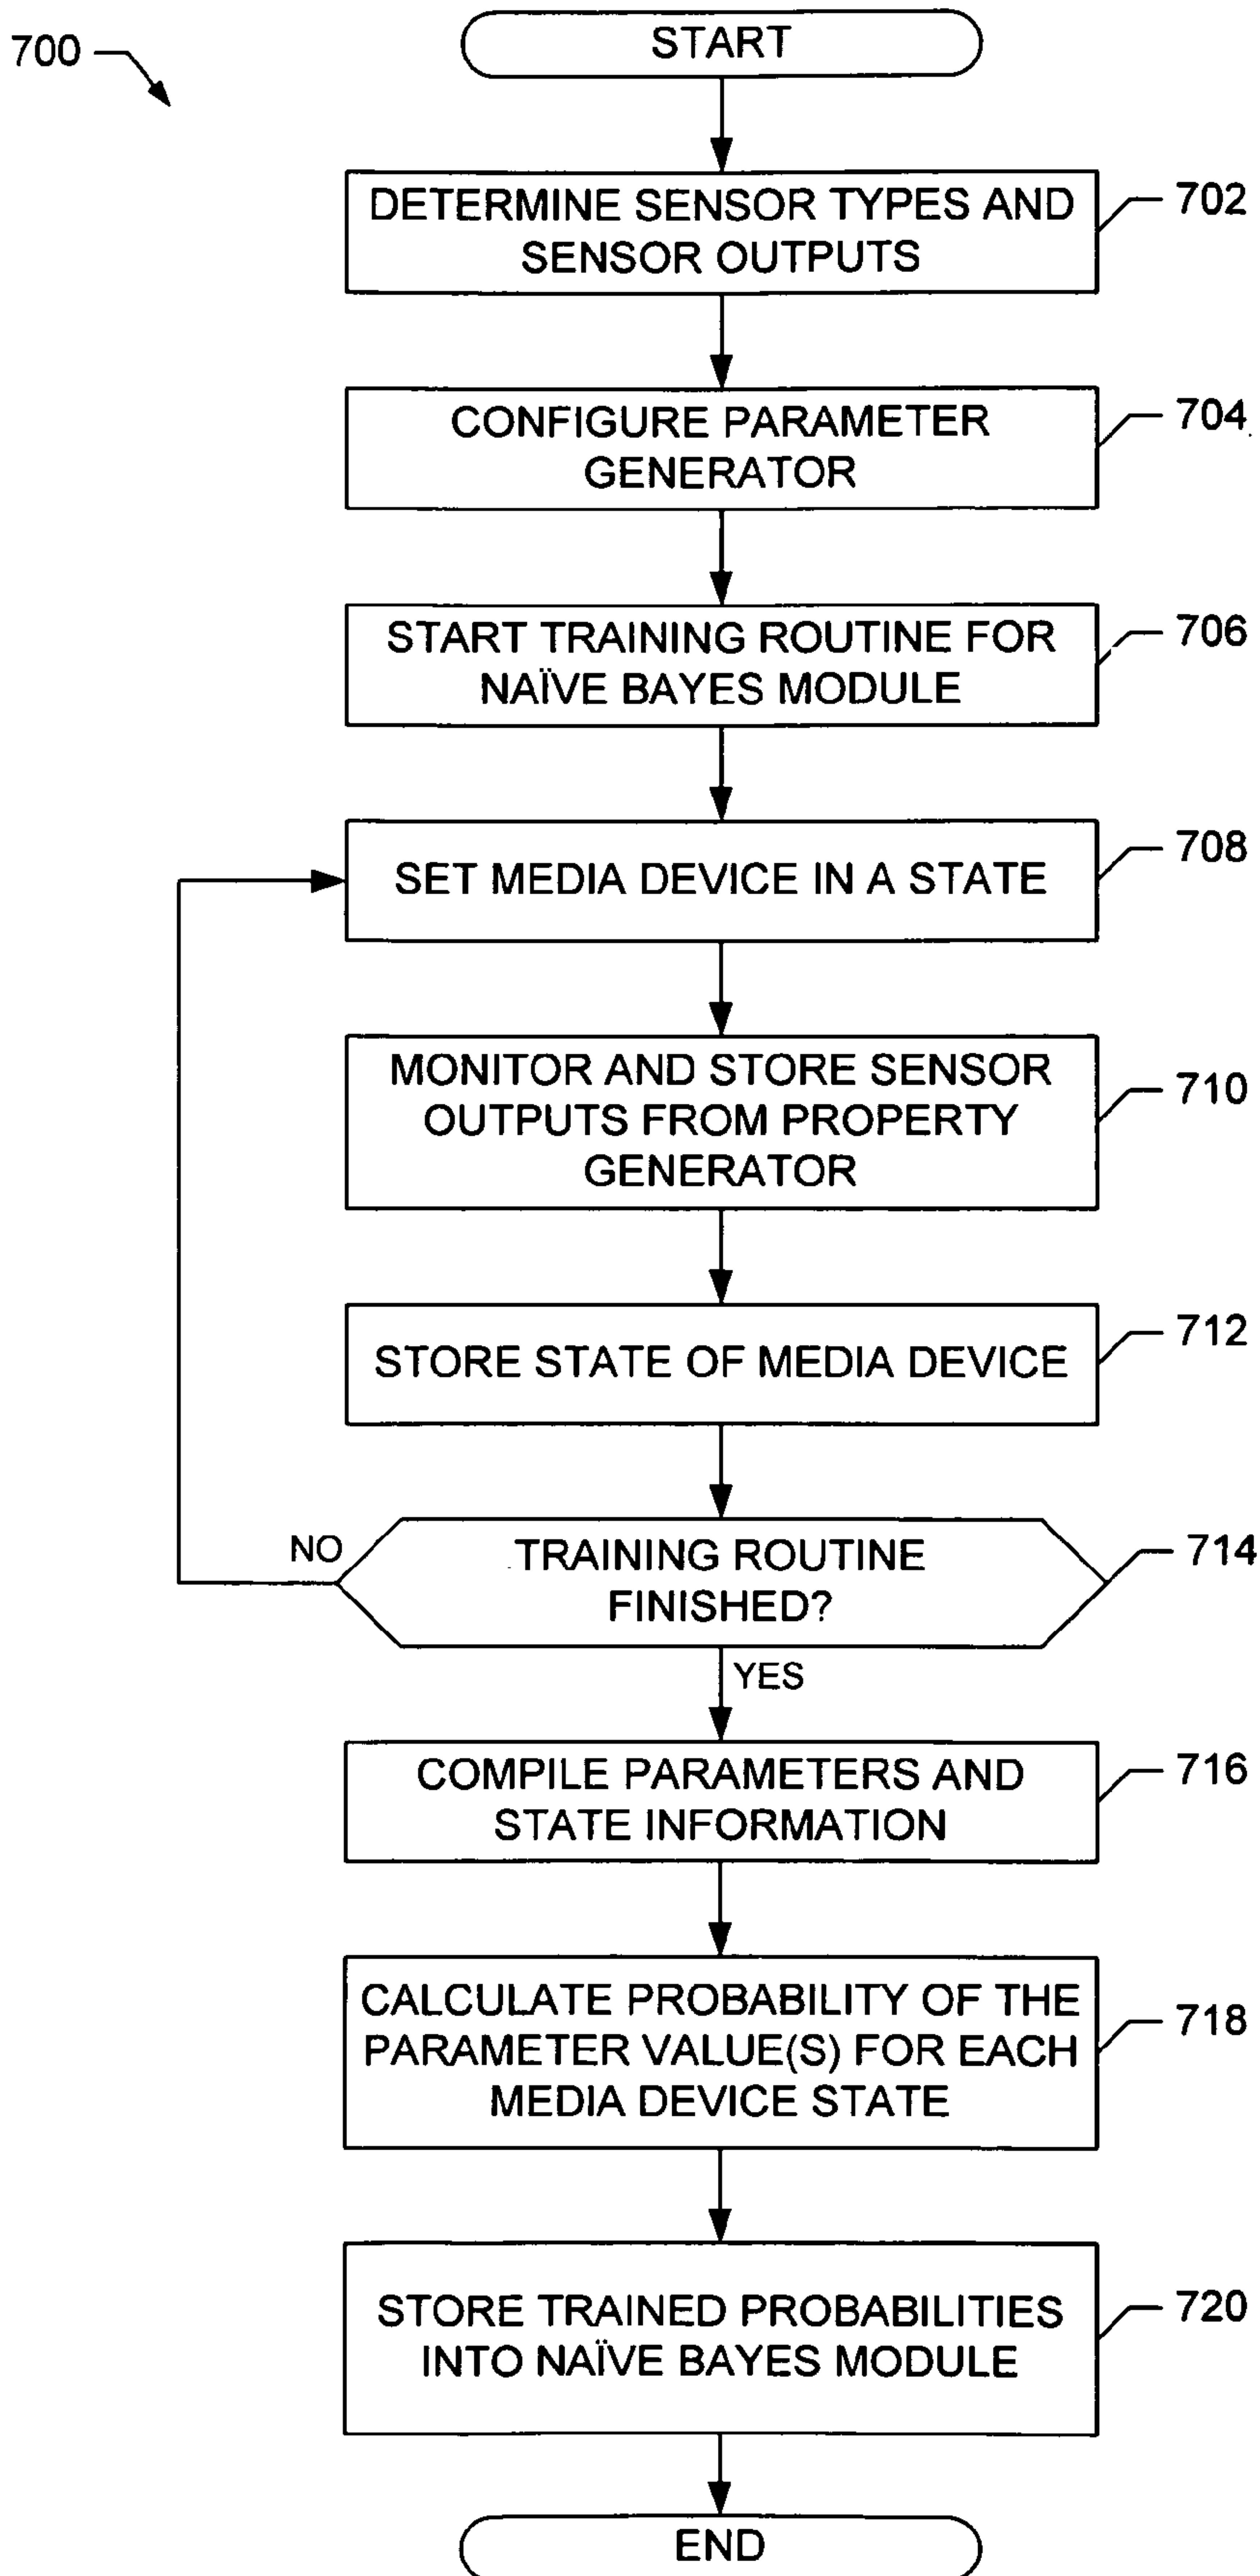 700
START
DETERMINE SENSOR TYPES AND
SENSOR OUTPUTS
702
CONFIGURE PARAMETER
GENERATOR
704
START TRAINING ROUTINE FOR
NAÏVE BAYES MODULE
706
SET MEDIA DEVICE IN A STATE
708
MONITOR AND STORE SENSOR
OUTPUTS FROM PROPERTY
GENERATOR
710
STORE STATE OF MEDIA DEVICE
712
NO
TRAINING ROUTINE
FINISHED?
714
YES
COMPILE PARAMETERS AND
STATE INFORMATION
716
CALCULATE PROBABILITY OF THE
PARAMETER VALUE(S) FOR EACH
MEDIA DEVICE STATE
718
STORE TRAINED PROBABILITIES
INTO NAÏVE BAYES MODULE
720
END